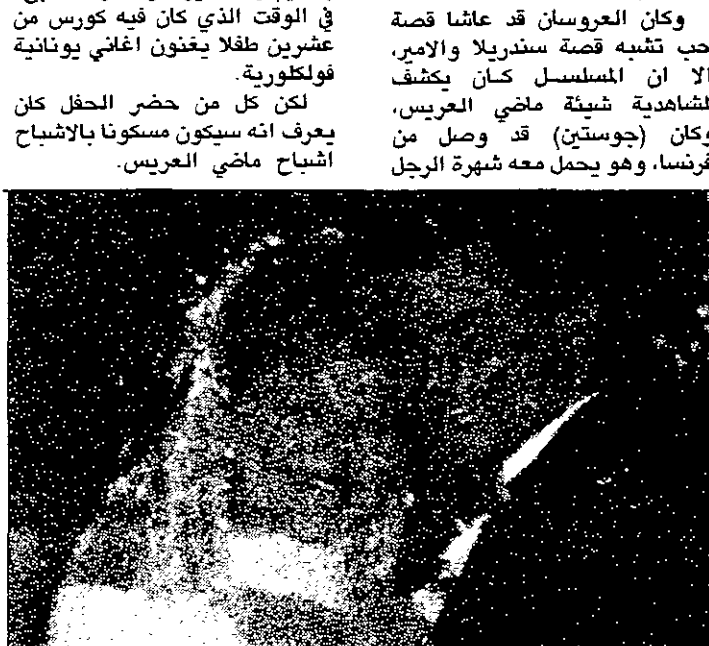 وكان العروسان قد عاشا قصة
حب تشبه قصة سندريلا والامير،
الا ان المسلسل كان يكشف
لمشاهدية شيئة ماضي العريس،
وكان (جوستين) قد وصل من
فرنسا، وهو يحمل معه شهرة الرجل
في الوقت الذي كان فيه كورس من
عشرين طفلا يغنون اغاني يونانية
فولكلورية.
لكن كل من حضر الحفل كان
يعرف انه سيكون مسكونا بالاشباح
اشباح ماضي العريس.